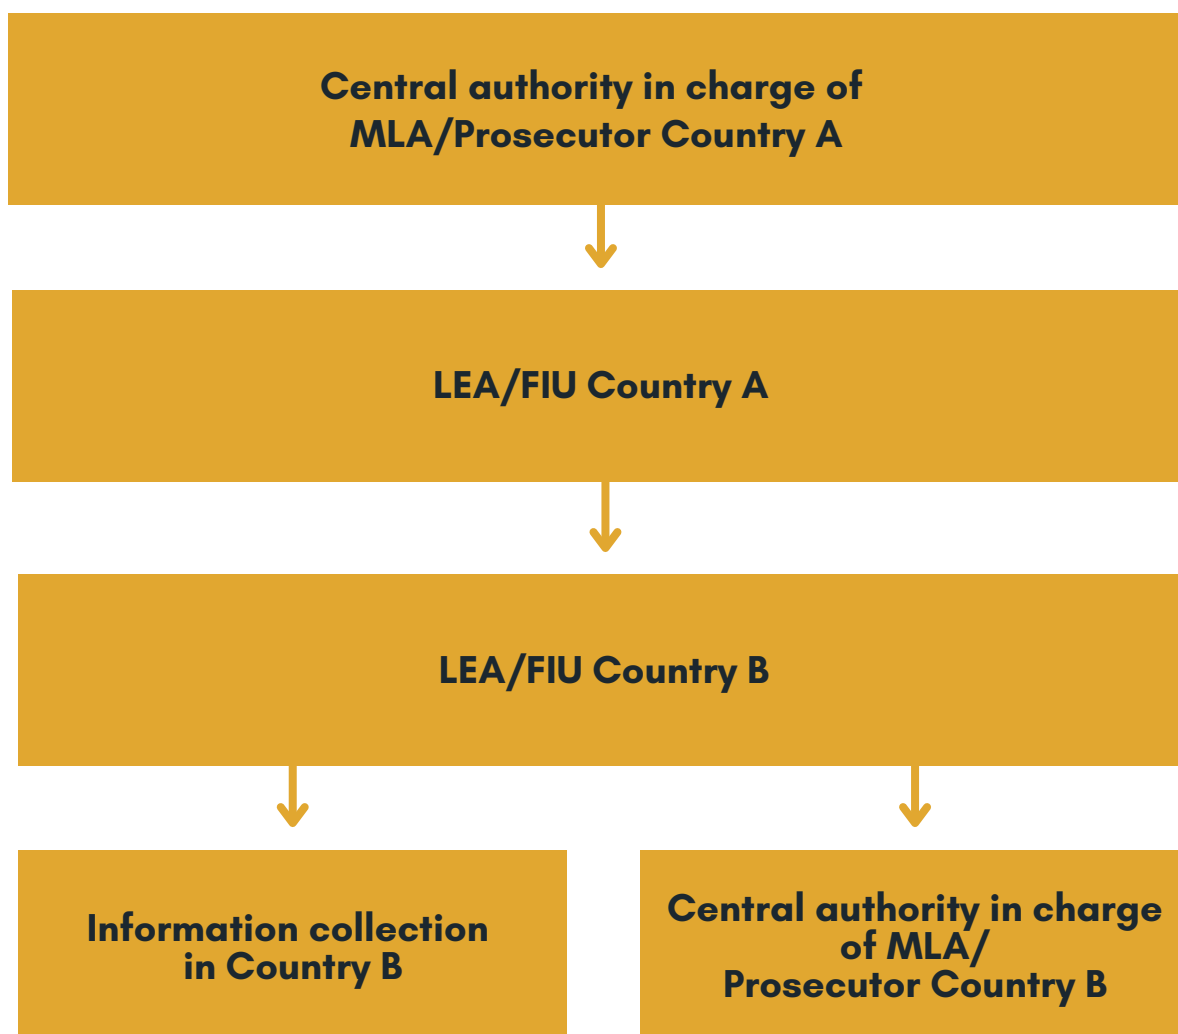 Central authority in charge of
MLA/Prosecutor Country A
LEA/FIU Country A
LEA/FIU Country B
Information collection
in Country B
Central authority in charge
of MLA/
Prosecutor Country B